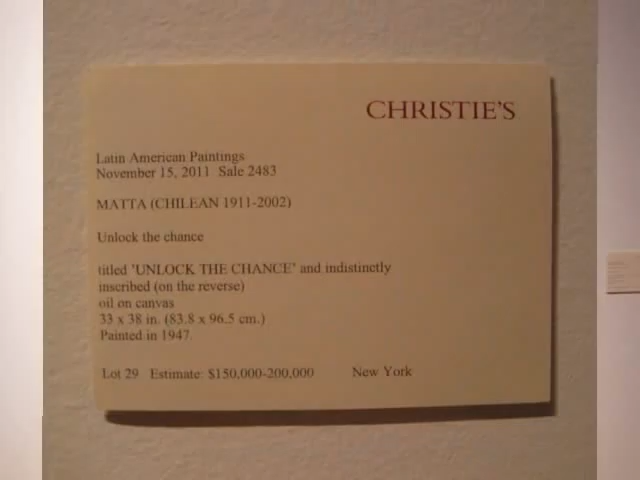 CHRISTIE'S
Latin American Paintings
November 15, 2011 Sale 2483
MATTA (CHILEAN 1911-2002)
Unlock the chance
titled "UNLOCK THE CHANCE" and indistinctly
inscribed (on the reverse)
oil on canvas
33 x 38 in. (83.8 x 96.5 cm.)
Painted in 1947.
Lot 29 Estimate: $150,000-200,000 New York